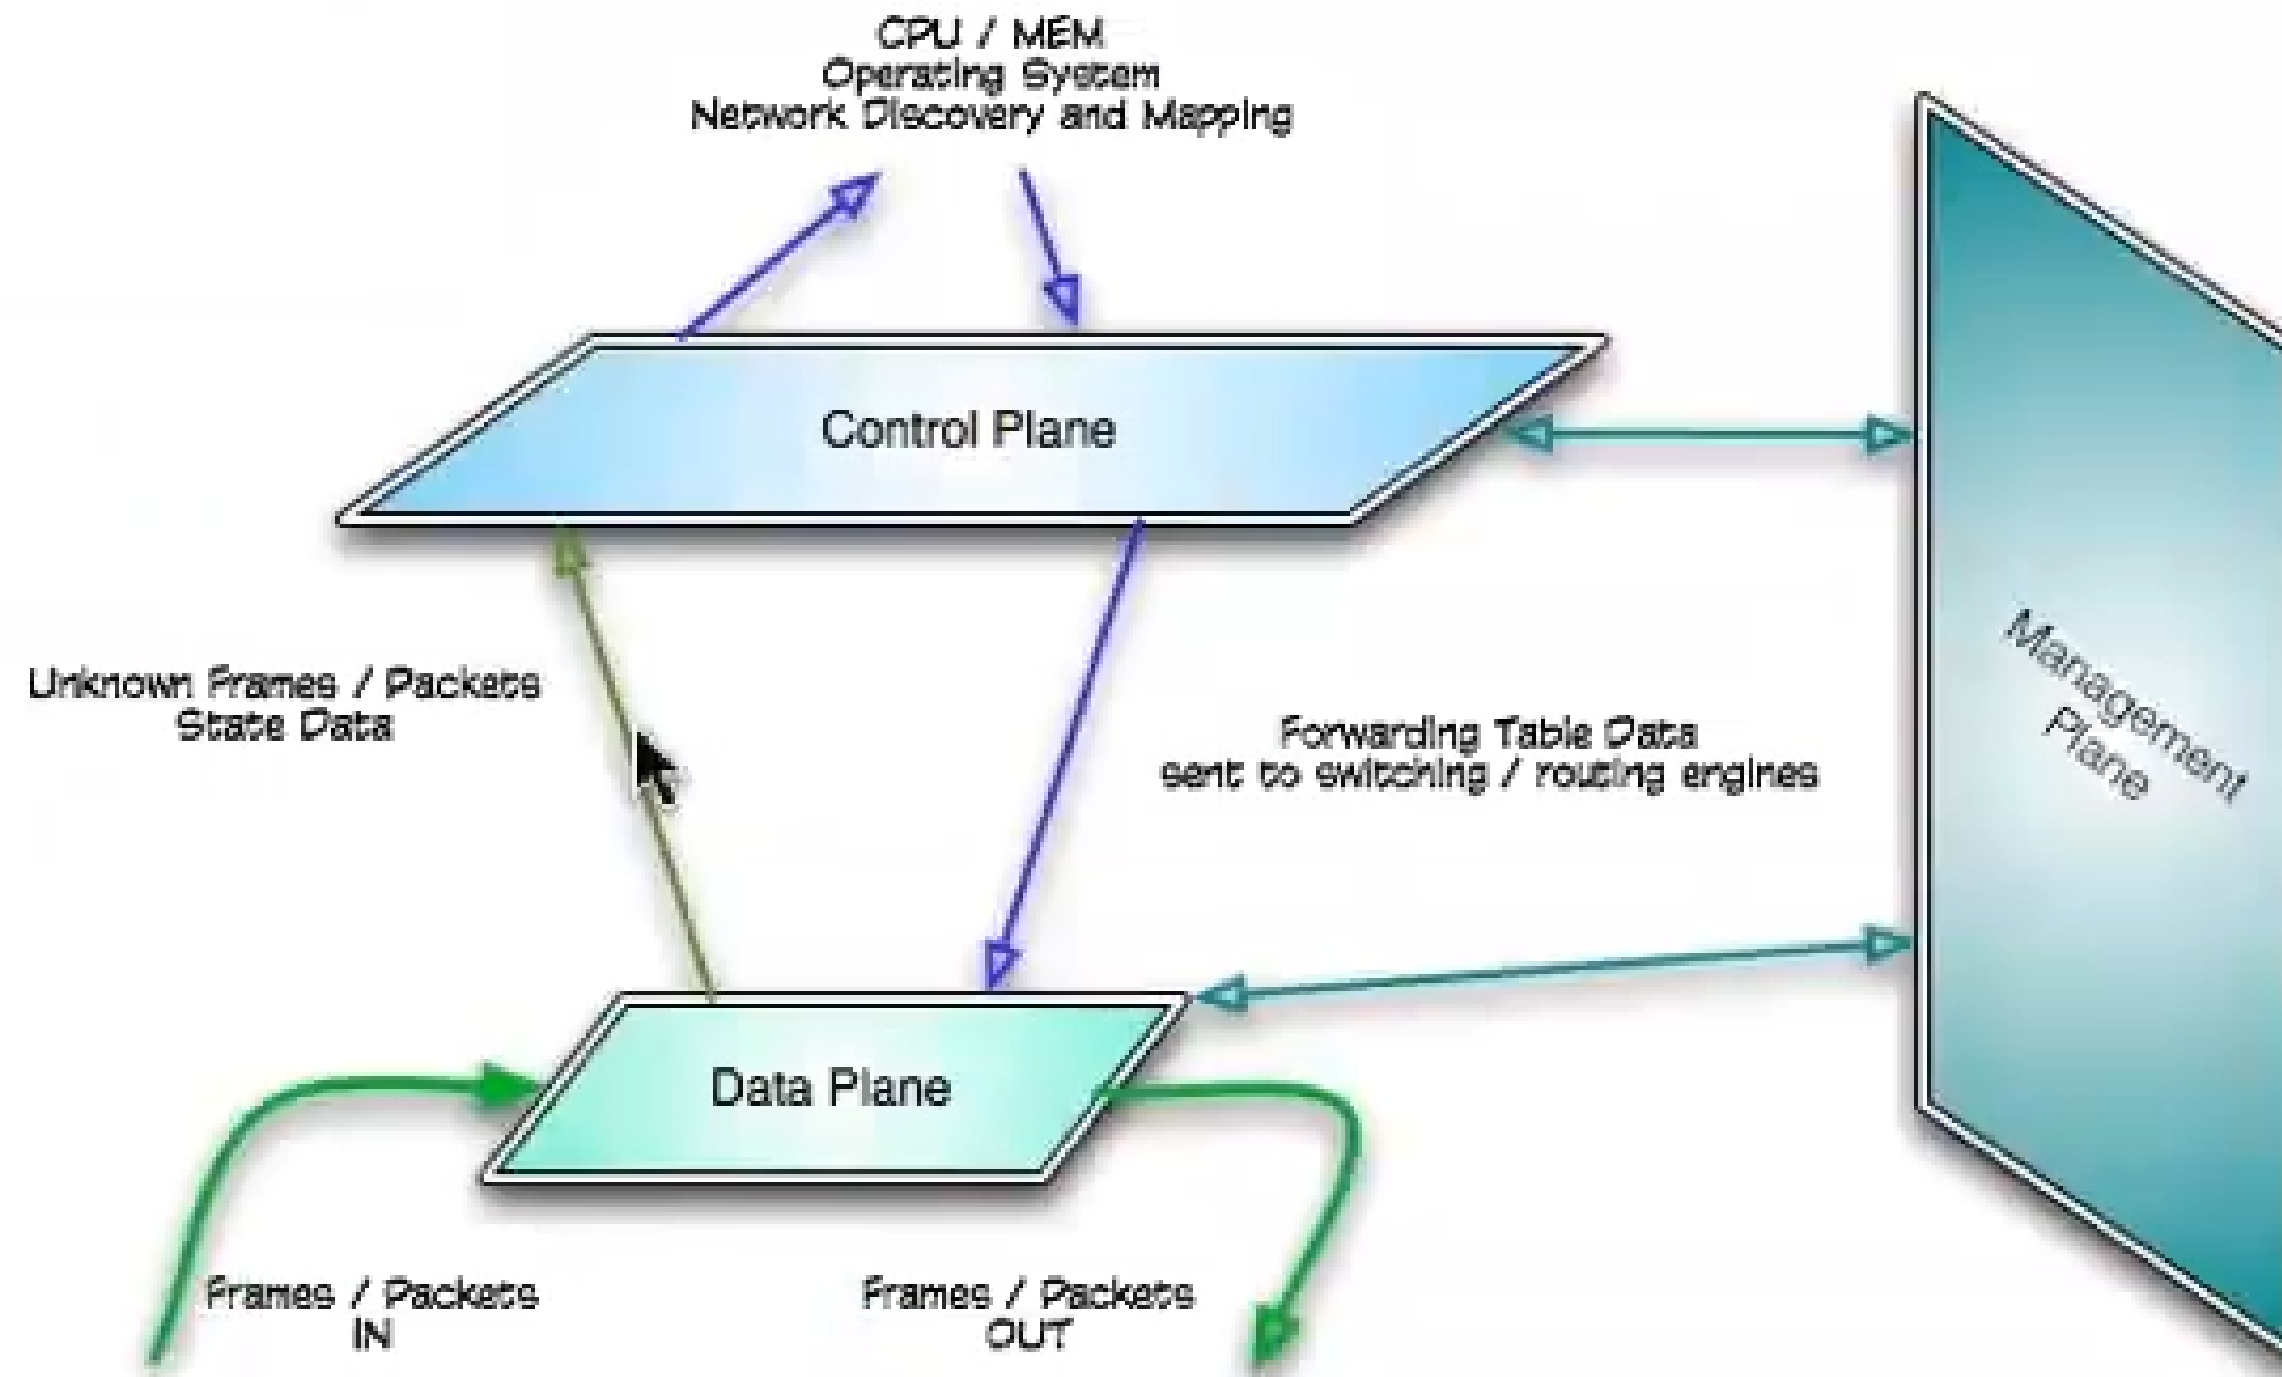 CPU / MEM
Operating System
Network Discovery and Mapping
Control Plane
Unknown Frames / Packets
State Data
Forwarding Table Data
sent to switching / routing engines
Management
Plane
Data Plane
Frames / Packets
IN
Frames / Packets
OUT